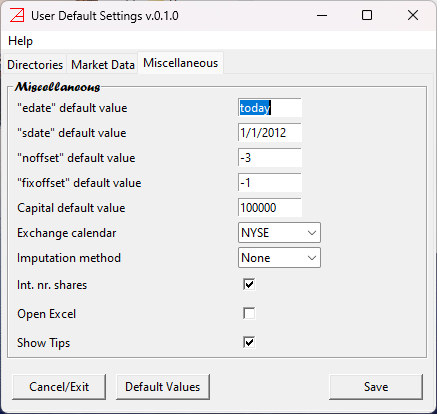 User Default Settings v.0.1.0
Help
Directories Market Data Miscellaneous
Miscellaneous
"edate" default value today
"sdate" default value 1/1/2012
"noffset" default value -3
"fixoffset" default value -1
Capital default value 100000
Exchange calendar NYSE
Imputation method None
Int. nr. shares
Open Excel
Show Tips
Cancel/Exit Default Values Save